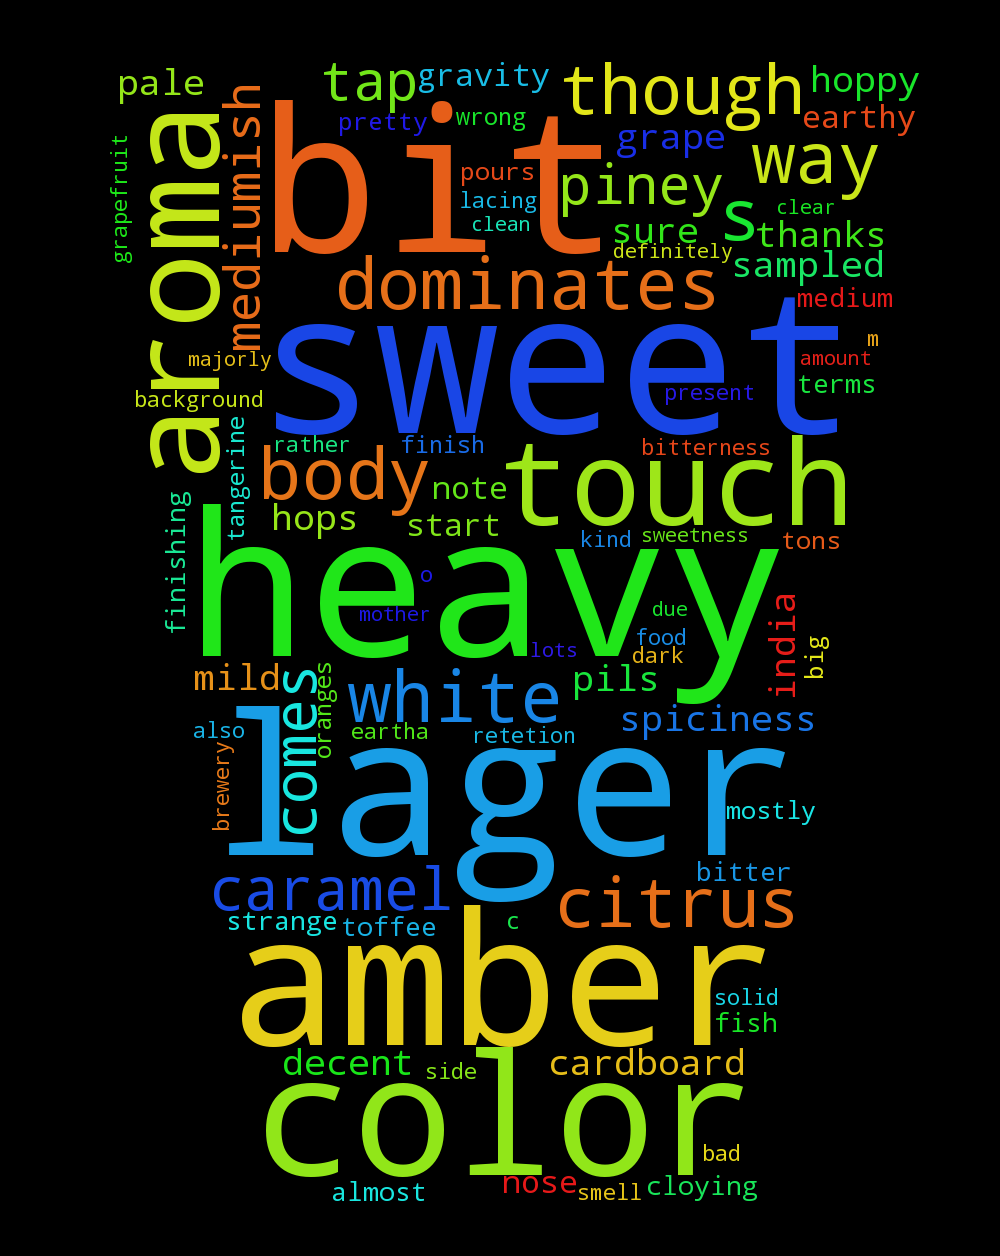 pale
tap
gravity
though
hoppy
aroma
mediumish
bit
pretty
wrong
grape
earthy
grapefruit
pours
piney
way
lacing
clean
sure
s
clear
thanks
definitely
sampled
dominates
medium
sweet
m
majorly
amount
background
present
terms
tangerine
rather
finish
bitterness
body
note
touch
finishing
hops
start
kind
sweetness
tons
heavy
o
mother
due
india
food
big
lots
dark
mild
comes
oranges
white
pils
spiciness
also
eartha
retetion
brewery
lager
mostly
caramel
citrus
bitter
strange
toffee
c
amber
solid
fish
decent
side
cardboard
color
bad
almost
nose
smell
cloying